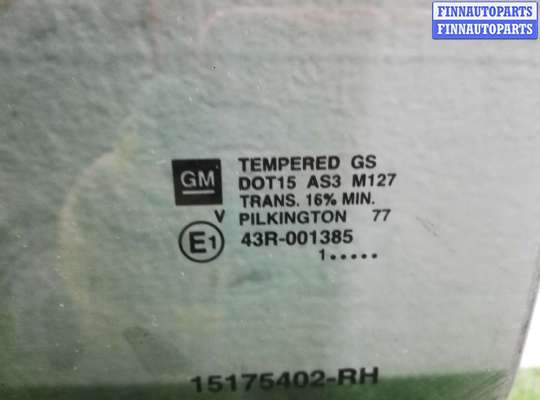 FINNAUTOPARTS
FINNAUTOPARTS
GM
TEMPERED GS
DOT15 AS3 M127
TRANS. 16% MIN.
V PILKINGTON 77
E1 43R-001385
1.....
15175402-RH